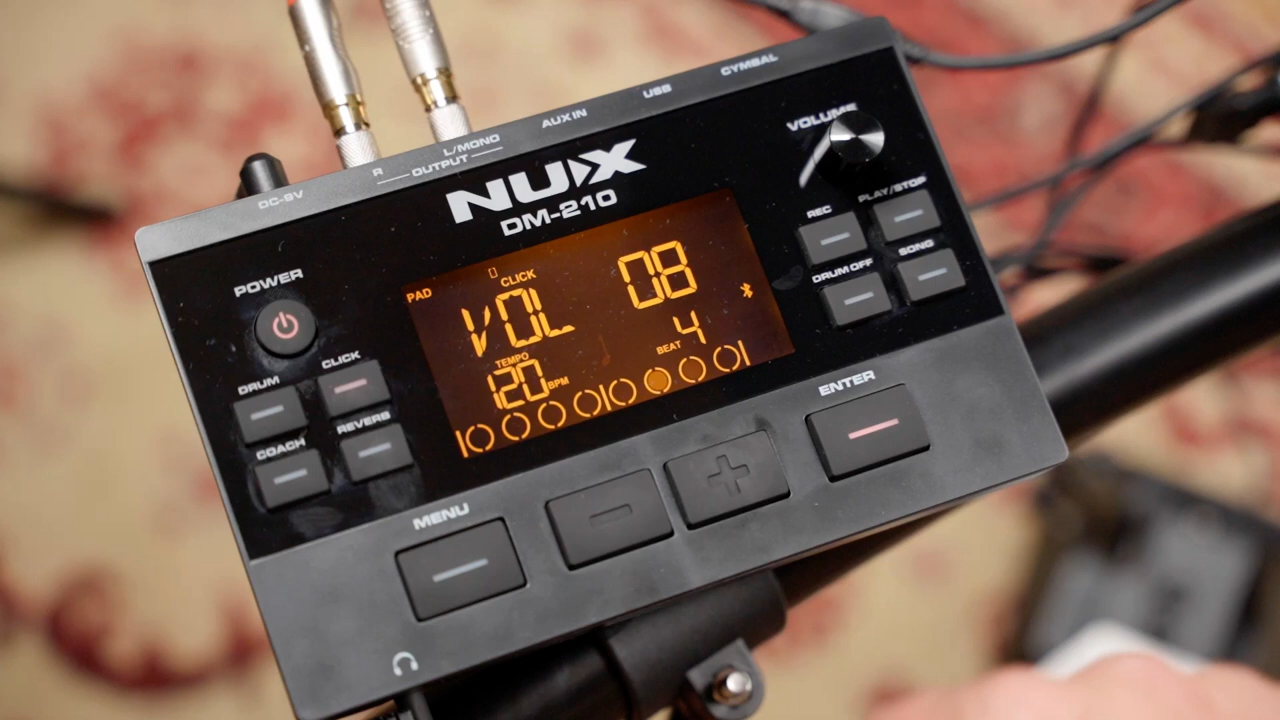 CYMBAL
USB
AUX IN
L/MONO
R OUTPUT
DC-9V
NUX
DM-210
VOLUME
REC
PLAY/STOP
DRUM OFF
SONG
POWER
DRUM
CLICK
COACH
REVERB
PAD
CLICK
VOL 08
TEMPO
120 BPM
BEAT 4
MENU
ENTER